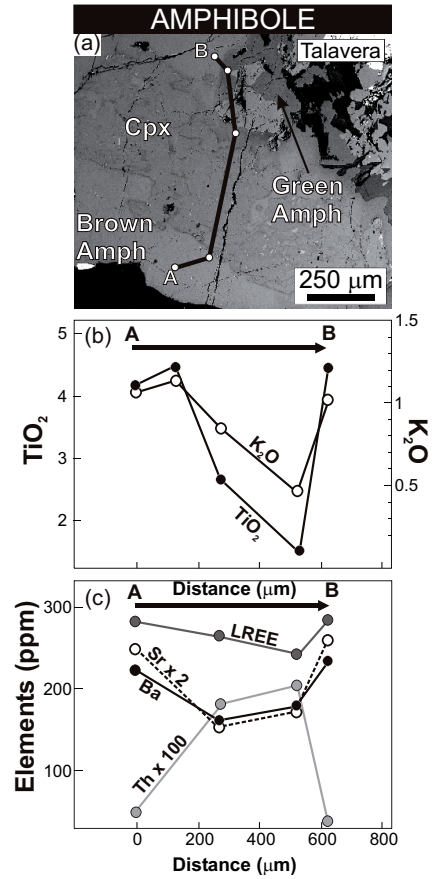 AMPHIBOLE
(a)
Talavera
B
Cpx
Green
Amph
Brown
Amph
A
250 μm
(b)
A
B
5
4
3
2
TiO2
1.5
1
0.5
K2O
K2O
TiO2
Distance (μm)
(c)
A
B
300
200
100
Elements (ppm)
LREE
Sr x 2
Ba
Th x 100
0
200
400
600
800
Distance (μm)